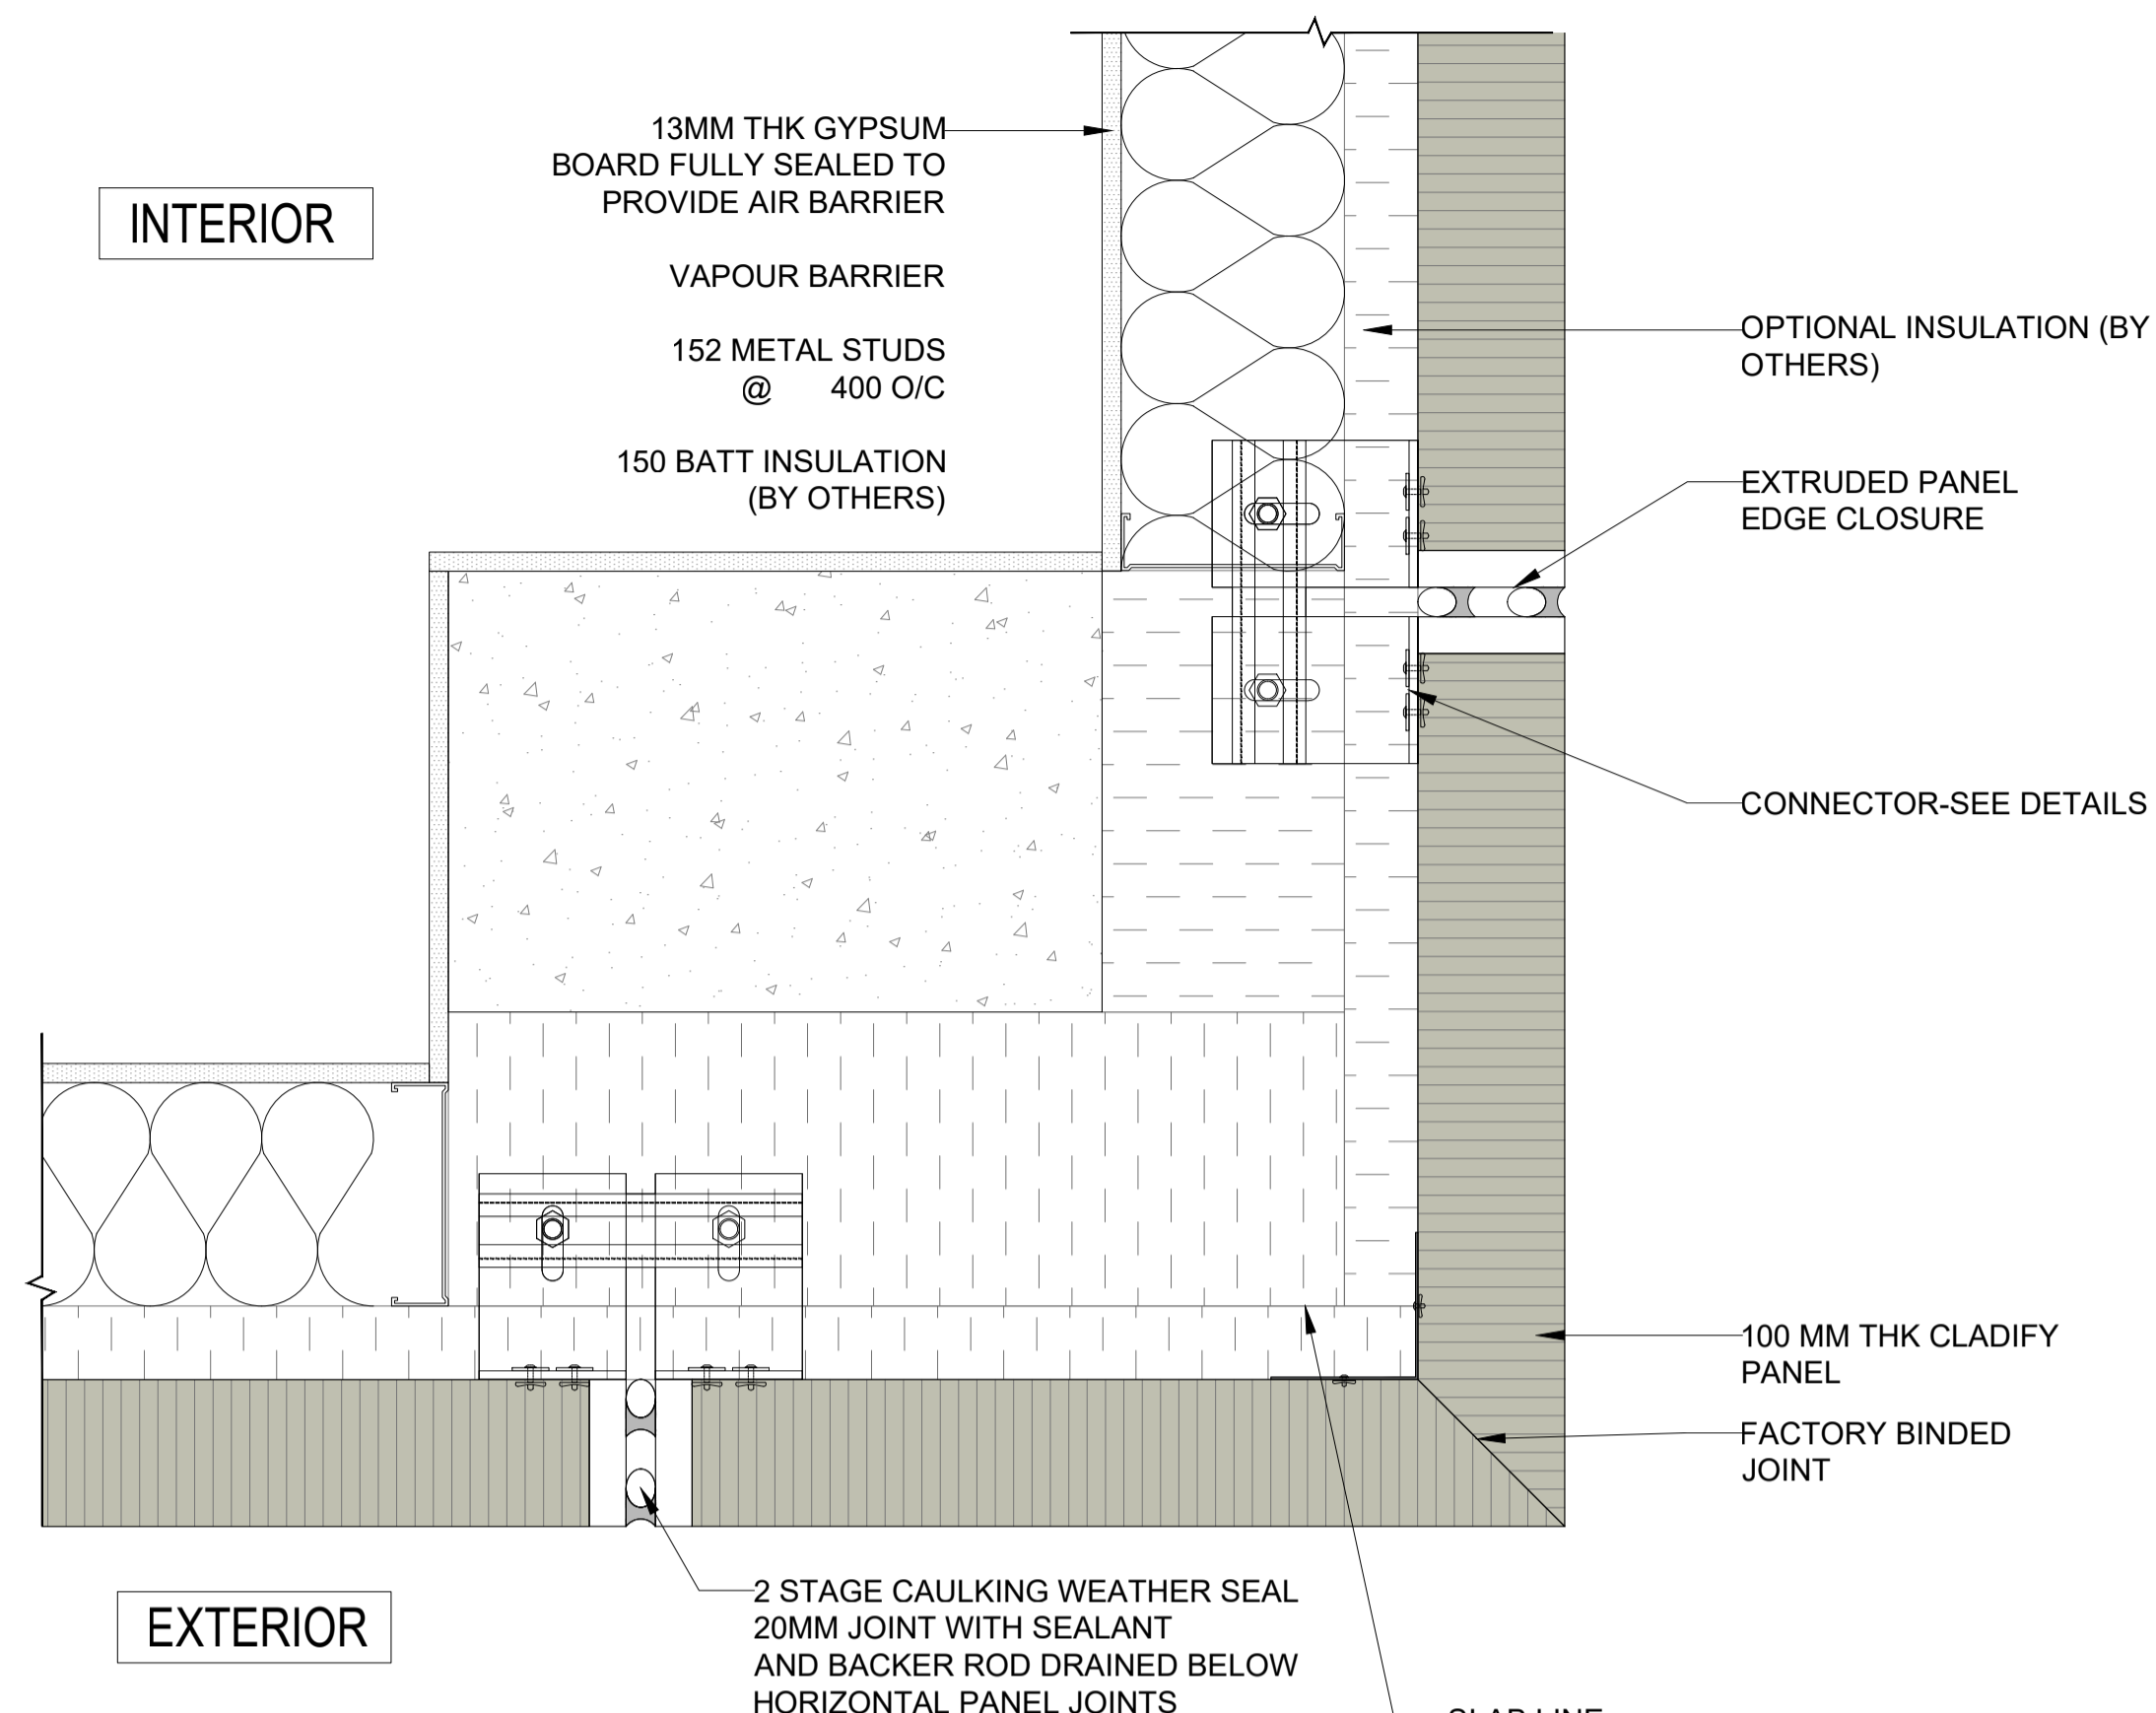 13MM THK GYPSUM
BOARD FULLY SEALED TO
PROVIDE AIR BARRIER
INTERIOR
VAPOUR BARRIER
152 METAL STUDS
@ 400 O/C
150 BATT INSULATION
(BY OTHERS)
OPTIONAL INSULATION (BY
OTHERS)
EXTRUDED PANEL
EDGE CLOSURE
CONNECTOR-SEE DETAILS
100 MM THK CLADIFY
PANEL
FACTORY BINDED
JOINT
EXTERIOR
2 STAGE CAULKING WEATHER SEAL
20MM JOINT WITH SEALANT
AND BACKER ROD DRAINED BELOW
HORIZONTAL PANEL JOINTS
SLAB LINE